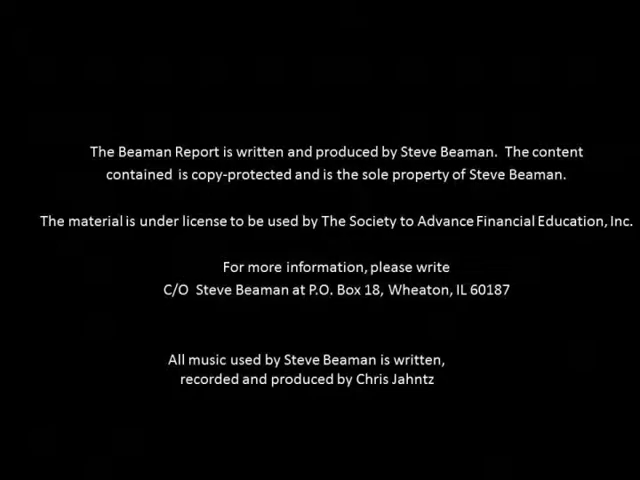 The Beaman Report is written and produced by Steve Beaman. The content
contained is copy-protected and is the sole property of Steve Beaman.
The material is under license to be used by The Society to Advance Financial Education, Inc.
For more information, please write
C/O Steve Beaman at P.O. Box 18, Wheaton, IL 60187
All music used by Steve Beaman is written,
recorded and produced by Chris Jahntz